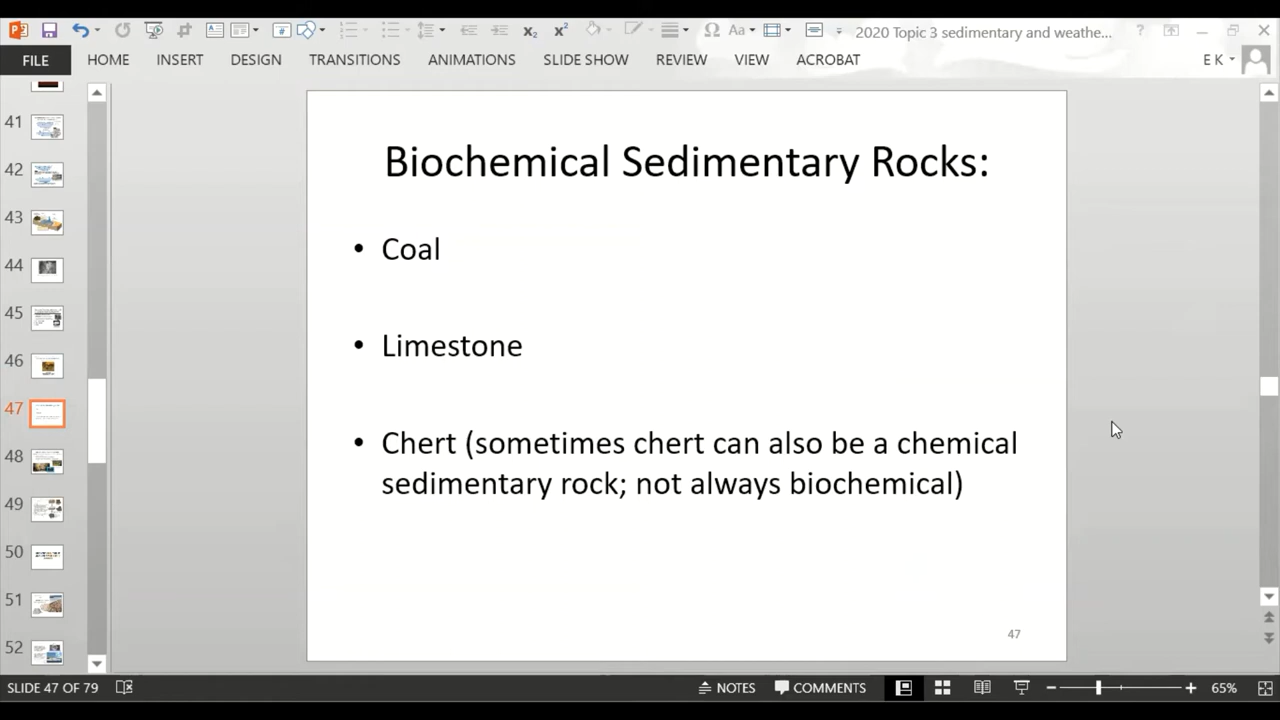 2020 Topic 3 sedimentary and weathe...
FILE HOME INSERT DESIGN TRANSITIONS ANIMATIONS SLIDE SHOW REVIEW VIEW ACROBAT E K
41
42
43
44
45
46
47
48
49
50
51
52
Biochemical Sedimentary Rocks:
• Coal
• Limestone
• Chert (sometimes chert can also be a chemical
sedimentary rock; not always biochemical)
47
SLIDE 47 OF 79 NOTES COMMENTS 65%